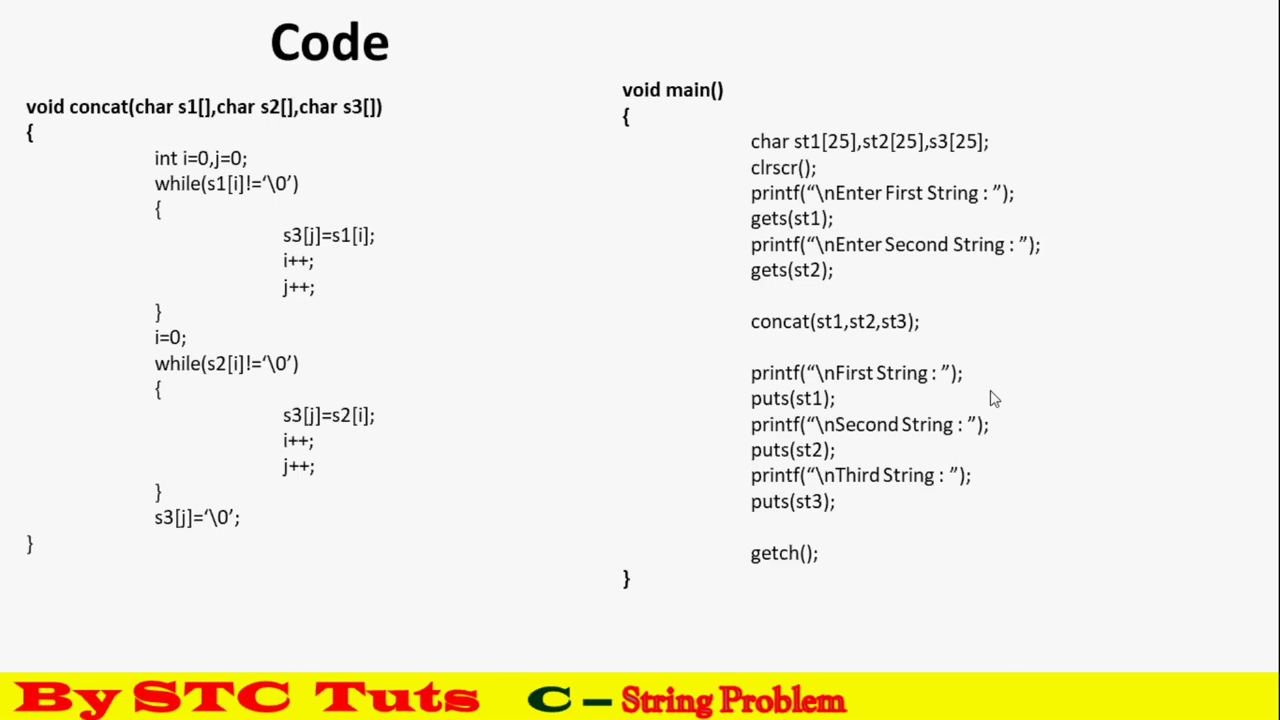 Code
void concat(char s1[],char s2[],char s3[])
{
int i=0,j=0;
while(s1[i]!=‘\0’)
{
s3[j]=s1[i];
i++;
j++;
}
i=0;
while(s2[i]!=‘\0’)
{
s3[j]=s2[i];
i++;
j++;
}
s3[j]=‘\0’;
}
void main()
{
char st1[25],st2[25],s3[25];
clrscr();
printf(“\nEnter First String : ”);
gets(st1);
printf(“\nEnter Second String : ”);
gets(st2);
concat(st1,st2,st3);
printf(“\nFirst String : ”);
puts(st1);
printf(“\nSecond String : ”);
puts(st2);
printf(“\nThird String : ”);
puts(st3);
getch();
}
By STC Tuts C – String Problem